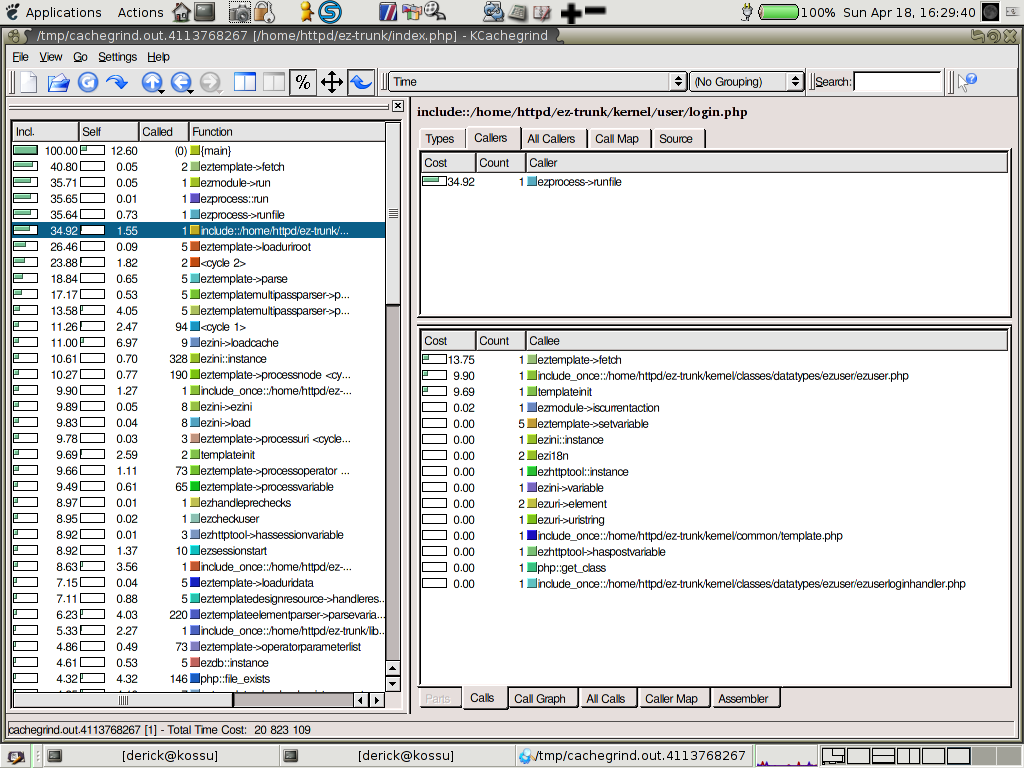 Applications Actions 100% Sun Apr 18, 16:29:40
/tmp/cachegrind.out.4113768267 [/home/httpd/ez-trunk/index.php] - KCachegrind
File View Go Settings Help
% Time (No Grouping) Search:
Incl. Self Called Function
100.00 12.60 (0) {main}
40.80 0.05 2 eztemplate->fetch
35.71 0.05 1 ezmodule->run
35.65 0.01 1 ezprocess::run
35.64 0.73 1 ezprocess->runfile
34.92 1.55 1 include::/home/httpd/ez-trunk/...
26.46 0.09 5 eztemplate->loaduriroot
23.88 1.82 2 <cycle 2>
18.84 0.65 5 eztemplate->parse
17.17 0.53 5 eztemplatemultipassparser->p...
13.58 4.05 5 eztemplatemultipassparser->p...
11.26 2.47 94 <cycle 1>
11.00 6.97 9 ezini->loadcache
10.61 0.70 328 ezini::instance
10.27 0.77 190 eztemplate->processnode <cy...
9.90 1.27 1 include_once::/home/httpd/ez-...
9.89 0.05 8 ezini->ezini
9.83 0.04 8 ezini->load
9.78 0.03 3 eztemplate->processuri <cycle...
9.69 2.59 2 templateinit
9.66 1.11 73 eztemplate->processoperator ...
9.49 0.61 65 eztemplate->processvariable
8.97 0.01 1 ezhandleprechecks
8.95 0.02 1 ezcheckuser
8.92 0.01 3 ezhttptool->hassessionvariable
8.92 1.37 10 ezsessionstart
8.63 3.56 1 include_once::/home/httpd/ez-...
7.15 0.04 5 eztemplate->loaduridata
7.11 0.88 5 eztemplatedesignresource->handleres...
6.23 4.03 220 eztemplateelementparser->parsevaria...
5.33 2.27 1 include_once::/home/httpd/ez-trunk/lib...
4.86 0.49 73 eztemplate->operatorparameterlist
4.61 0.53 5 ezdb::instance
4.32 4.32 146 php::file_exists
include::/home/httpd/ez-trunk/kernel/user/login.php
Types Callers All Callers Call Map Source
Cost Count Caller
34.92 1 ezprocess->runfile
Cost Count Callee
13.75 1 eztemplate->fetch
9.90 1 include_once::/home/httpd/ez-trunk/kernel/classes/datatypes/ezuser/ezuser.php
9.69 1 templateinit
0.02 1 ezmodule->iscurrentaction
0.00 5 eztemplate->setvariable
0.00 1 ezini::instance
0.00 2 ezi18n
0.00 1 ezhttptool::instance
0.00 1 ezini->variable
0.00 2 ezuri->element
0.00 1 ezuri->uristring
0.00 1 include_once::/home/httpd/ez-trunk/kernel/common/template.php
0.00 1 ezhttptool->haspostvariable
0.00 1 php::get_class
0.00 1 include_once::/home/httpd/ez-trunk/kernel/classes/datatypes/ezuser/ezuserloginhandler.php
Parts Calls Call Graph All Calls Caller Map Assembler
cachegrind.out.4113768267 [1] - Total Time Cost: 20 823 109
[derick@kossu] [derick@kossu] /tmp/cachegrind.out.4113768267